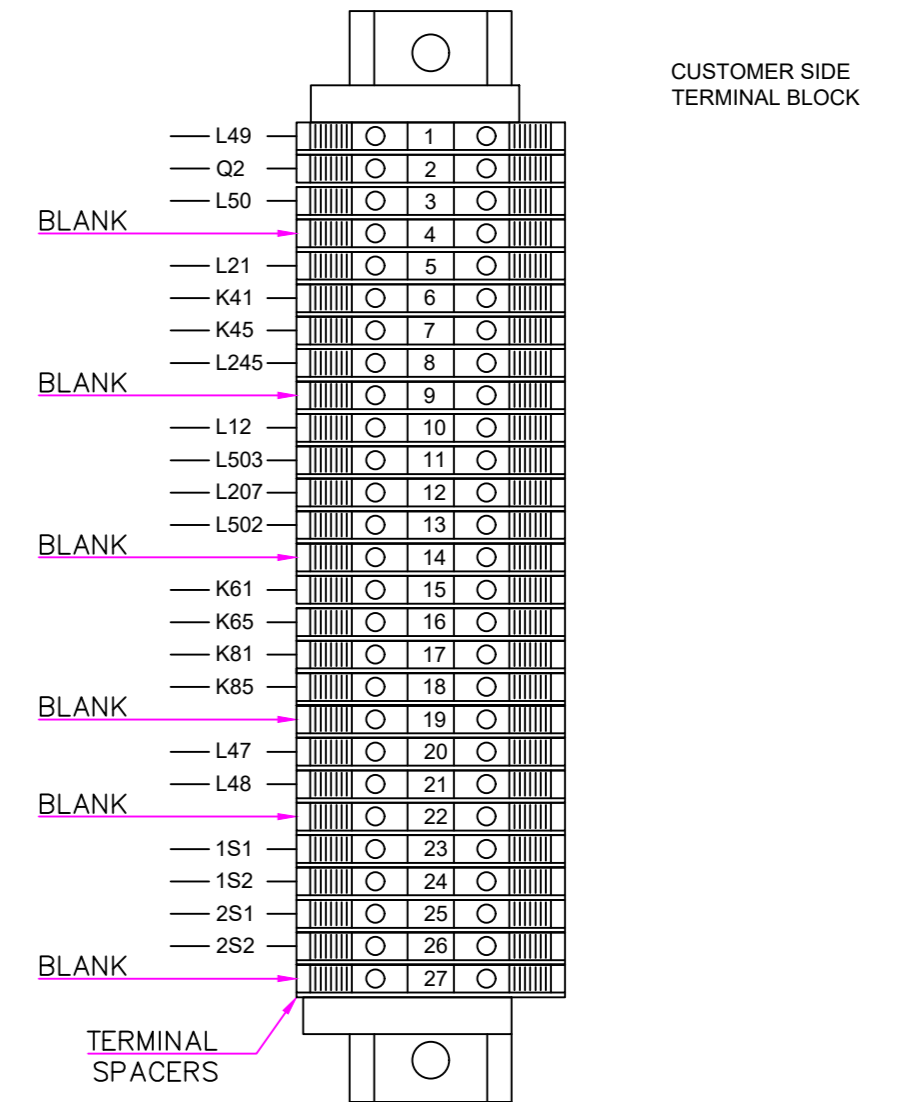 CUSTOMER SIDE
TERMINAL BLOCK
L49 1
Q2 2
L50 3
BLANK 4
L21 5
K41 6
K45 7
L245 8
BLANK 9
L12 10
L503 11
L207 12
L502 13
BLANK 14
K61 15
K65 16
K81 17
K85 18
BLANK 19
L47 20
L48 21
BLANK 22
1S1 23
1S2 24
2S1 25
2S2 26
BLANK 27
TERMINAL
SPACERS